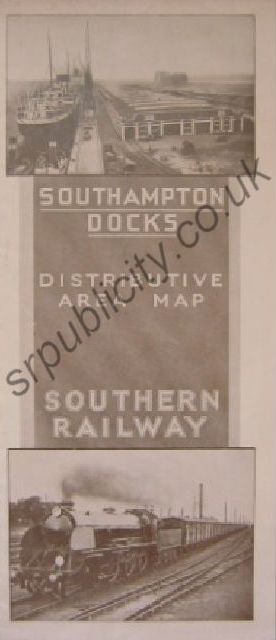 SOUTHAMPTON
DOCKS
DISTRIBUTIVE
AREA MAP
SOUTHERN
RAILWAY
srpublicity.co.uk